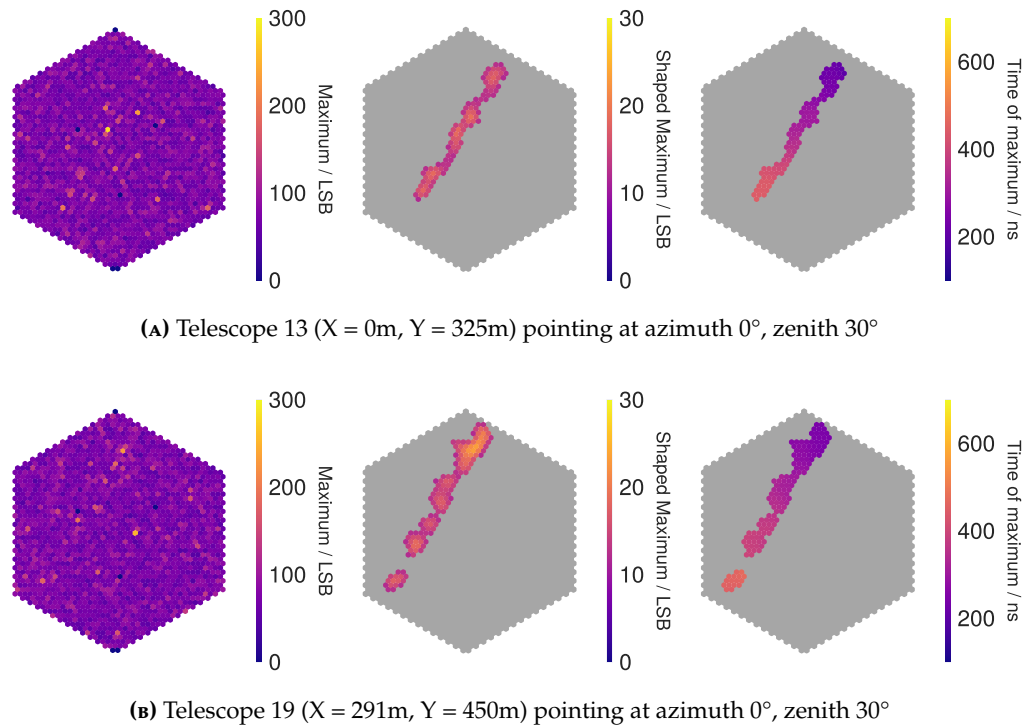 300
200
100
0
Maximum / LSB
30
20
10
0
Shaped Maximum / LSB
600
400
200
Time of maximum / ns
(A) Telescope 13 (X = 0m, Y = 325m) pointing at azimuth 0°, zenith 30°
300
200
100
0
Maximum / LSB
30
20
10
0
Shaped Maximum / LSB
600
400
200
Time of maximum / ns
(B) Telescope 19 (X = 291m, Y = 450m) pointing at azimuth 0°, zenith 30°